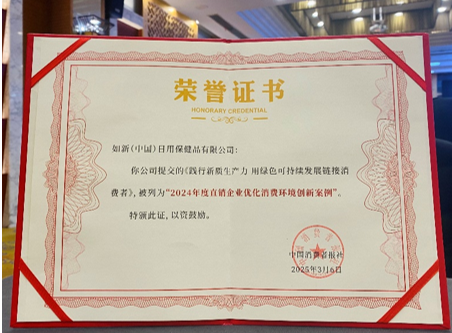 荣誉证书
HONORARY CREDENTIAL
如新(中国)日用保健品有限公司:
你公司提交的《践行新质生产力 用绿色可持续发展链接消
费者》,被列为“2024年度直销企业优化消费环境创新案例”。
特颁此证,以资鼓励。
中国消费者报社
2025年3月6日